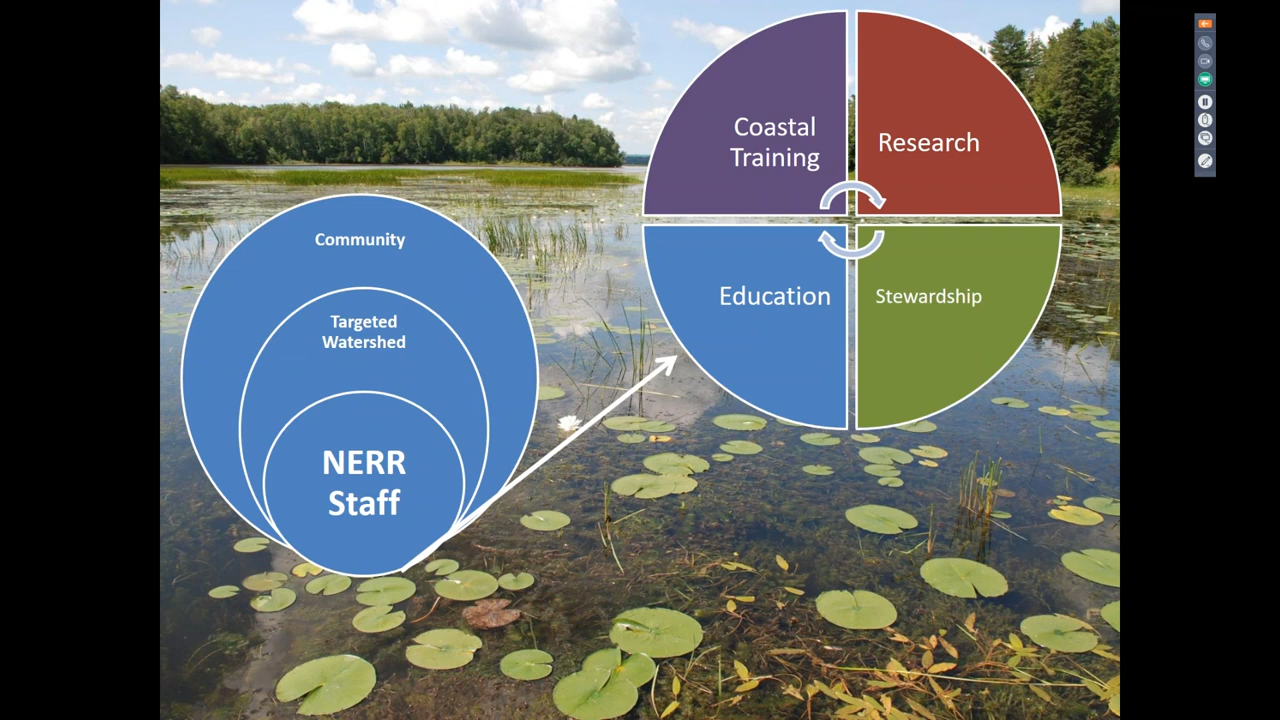 Community
Targeted
Watershed
NERR
Staff
Coastal
Training
Research
Education
Stewardship